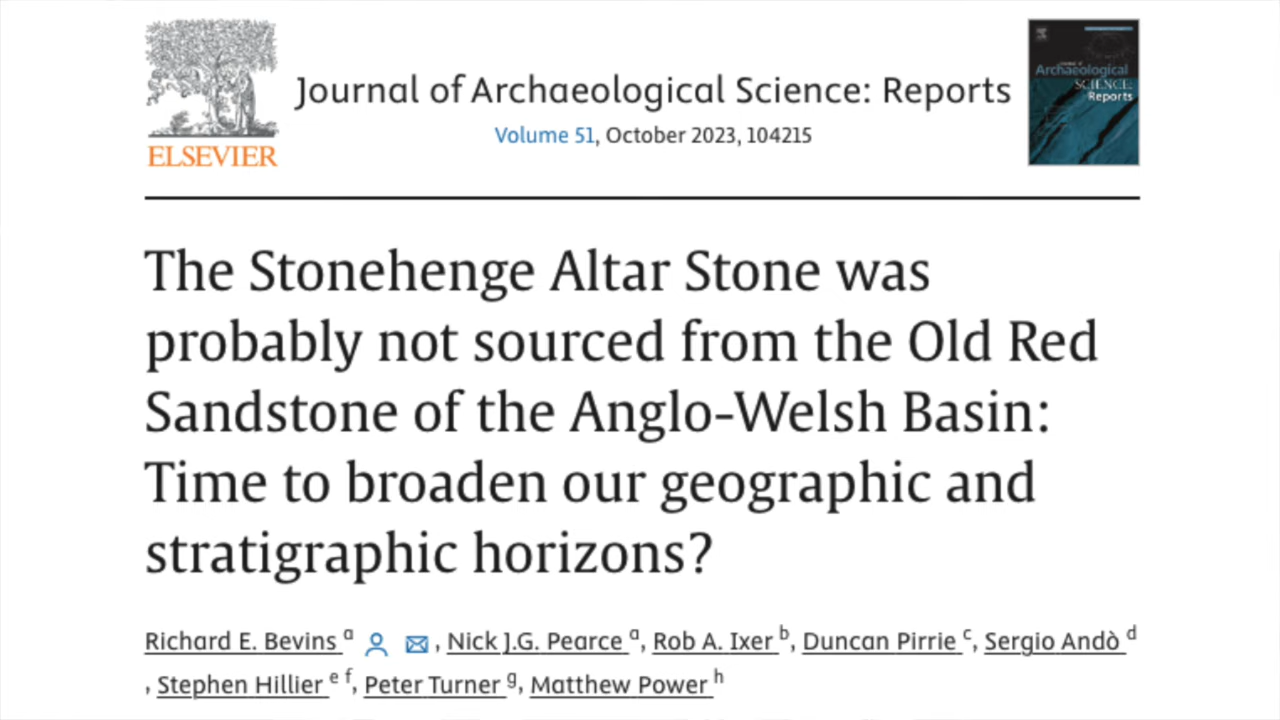 Journal of Archaeological Science: Reports
Volume 51, October 2023, 104215
ELSEVIER
Journal of
Archaeological
SCIENCE:
Reports
The Stonehenge Altar Stone was
probably not sourced from the Old Red
Sandstone of the Anglo-Welsh Basin:
Time to broaden our geographic and
stratigraphic horizons?
Richard E. Bevins a , Nick J.G. Pearce a, Rob A. Ixer b, Duncan Pirrie c, Sergio Andò d
, Stephen Hillier e f, Peter Turner g, Matthew Power h